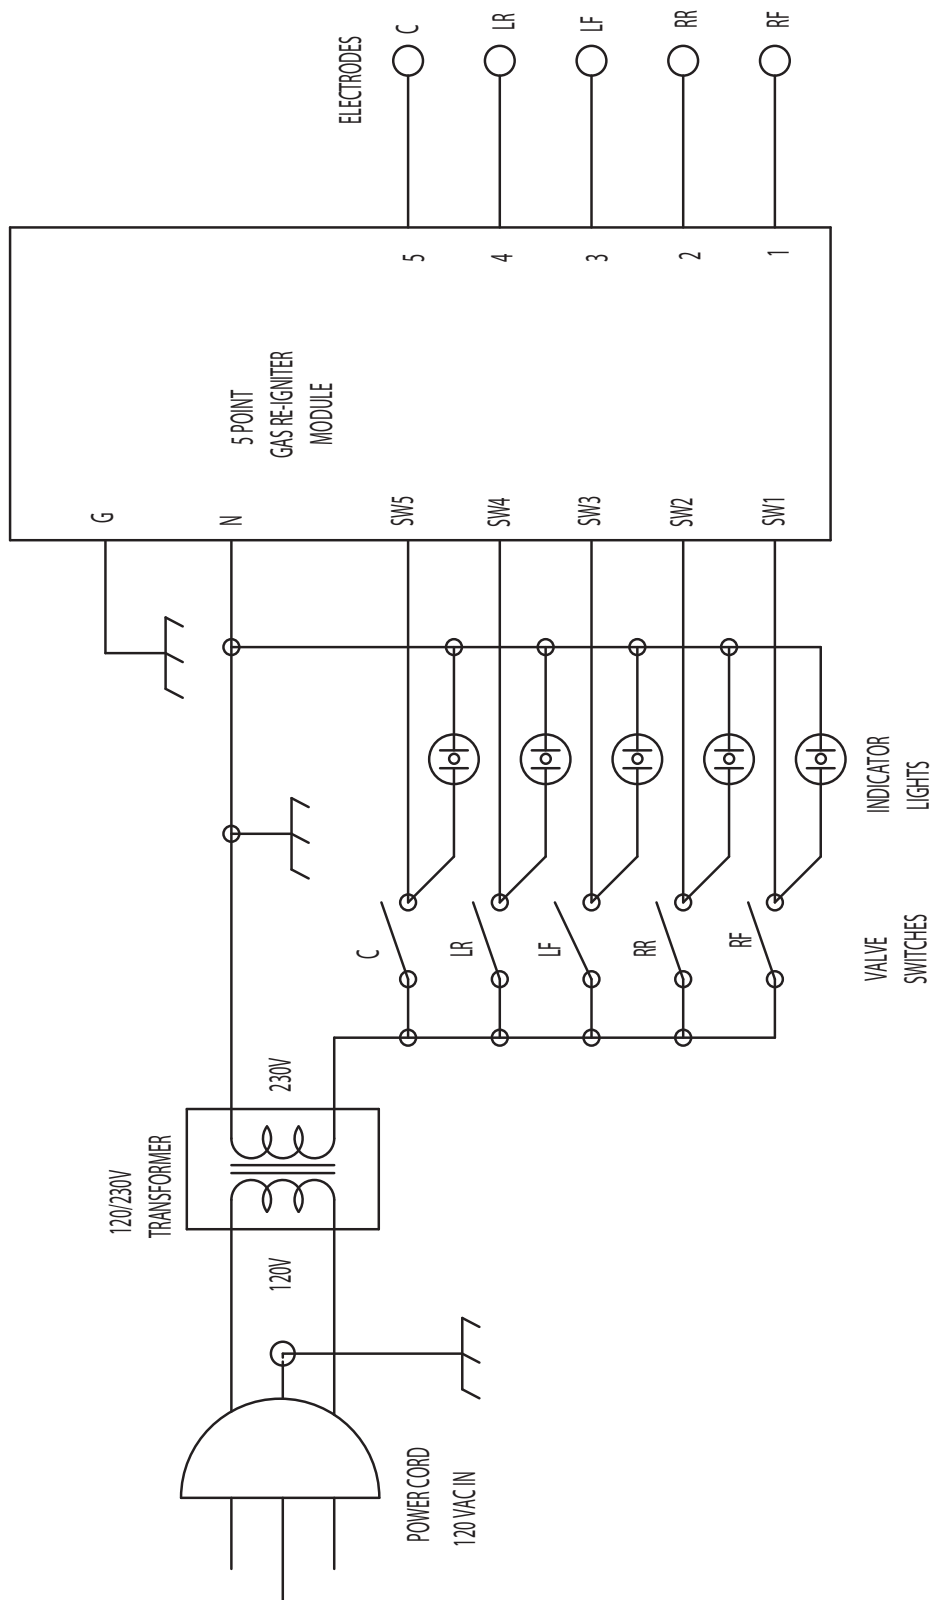 POWER CORD
120 VAC IN
120/230V
TRANSFORMER
120V
230V
C
LR
LF
RR
RF
VALVE
SWITCHES
INDICATOR
LIGHTS
G
N
SW5
SW4
SW3
SW2
SW1
5 POINT
GAS RE-IGNITER
MODULE
5
4
3
2
1
ELECTRODES
C
LR
LF
RR
RF